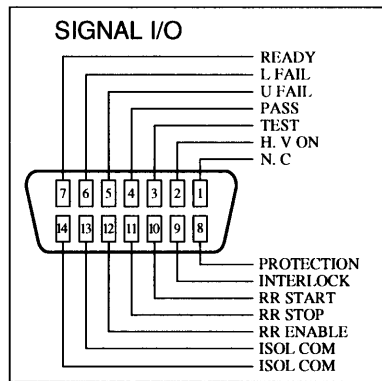 SIGNAL I/O
READY
L FAIL
U FAIL
PASS
TEST
H. V ON
N. C
7 6 5 4 3 2 1
14 13 12 11 10 9 8
PROTECTION
INTERLOCK
RR START
RR STOP
RR ENABLE
ISOL COM
ISOL COM